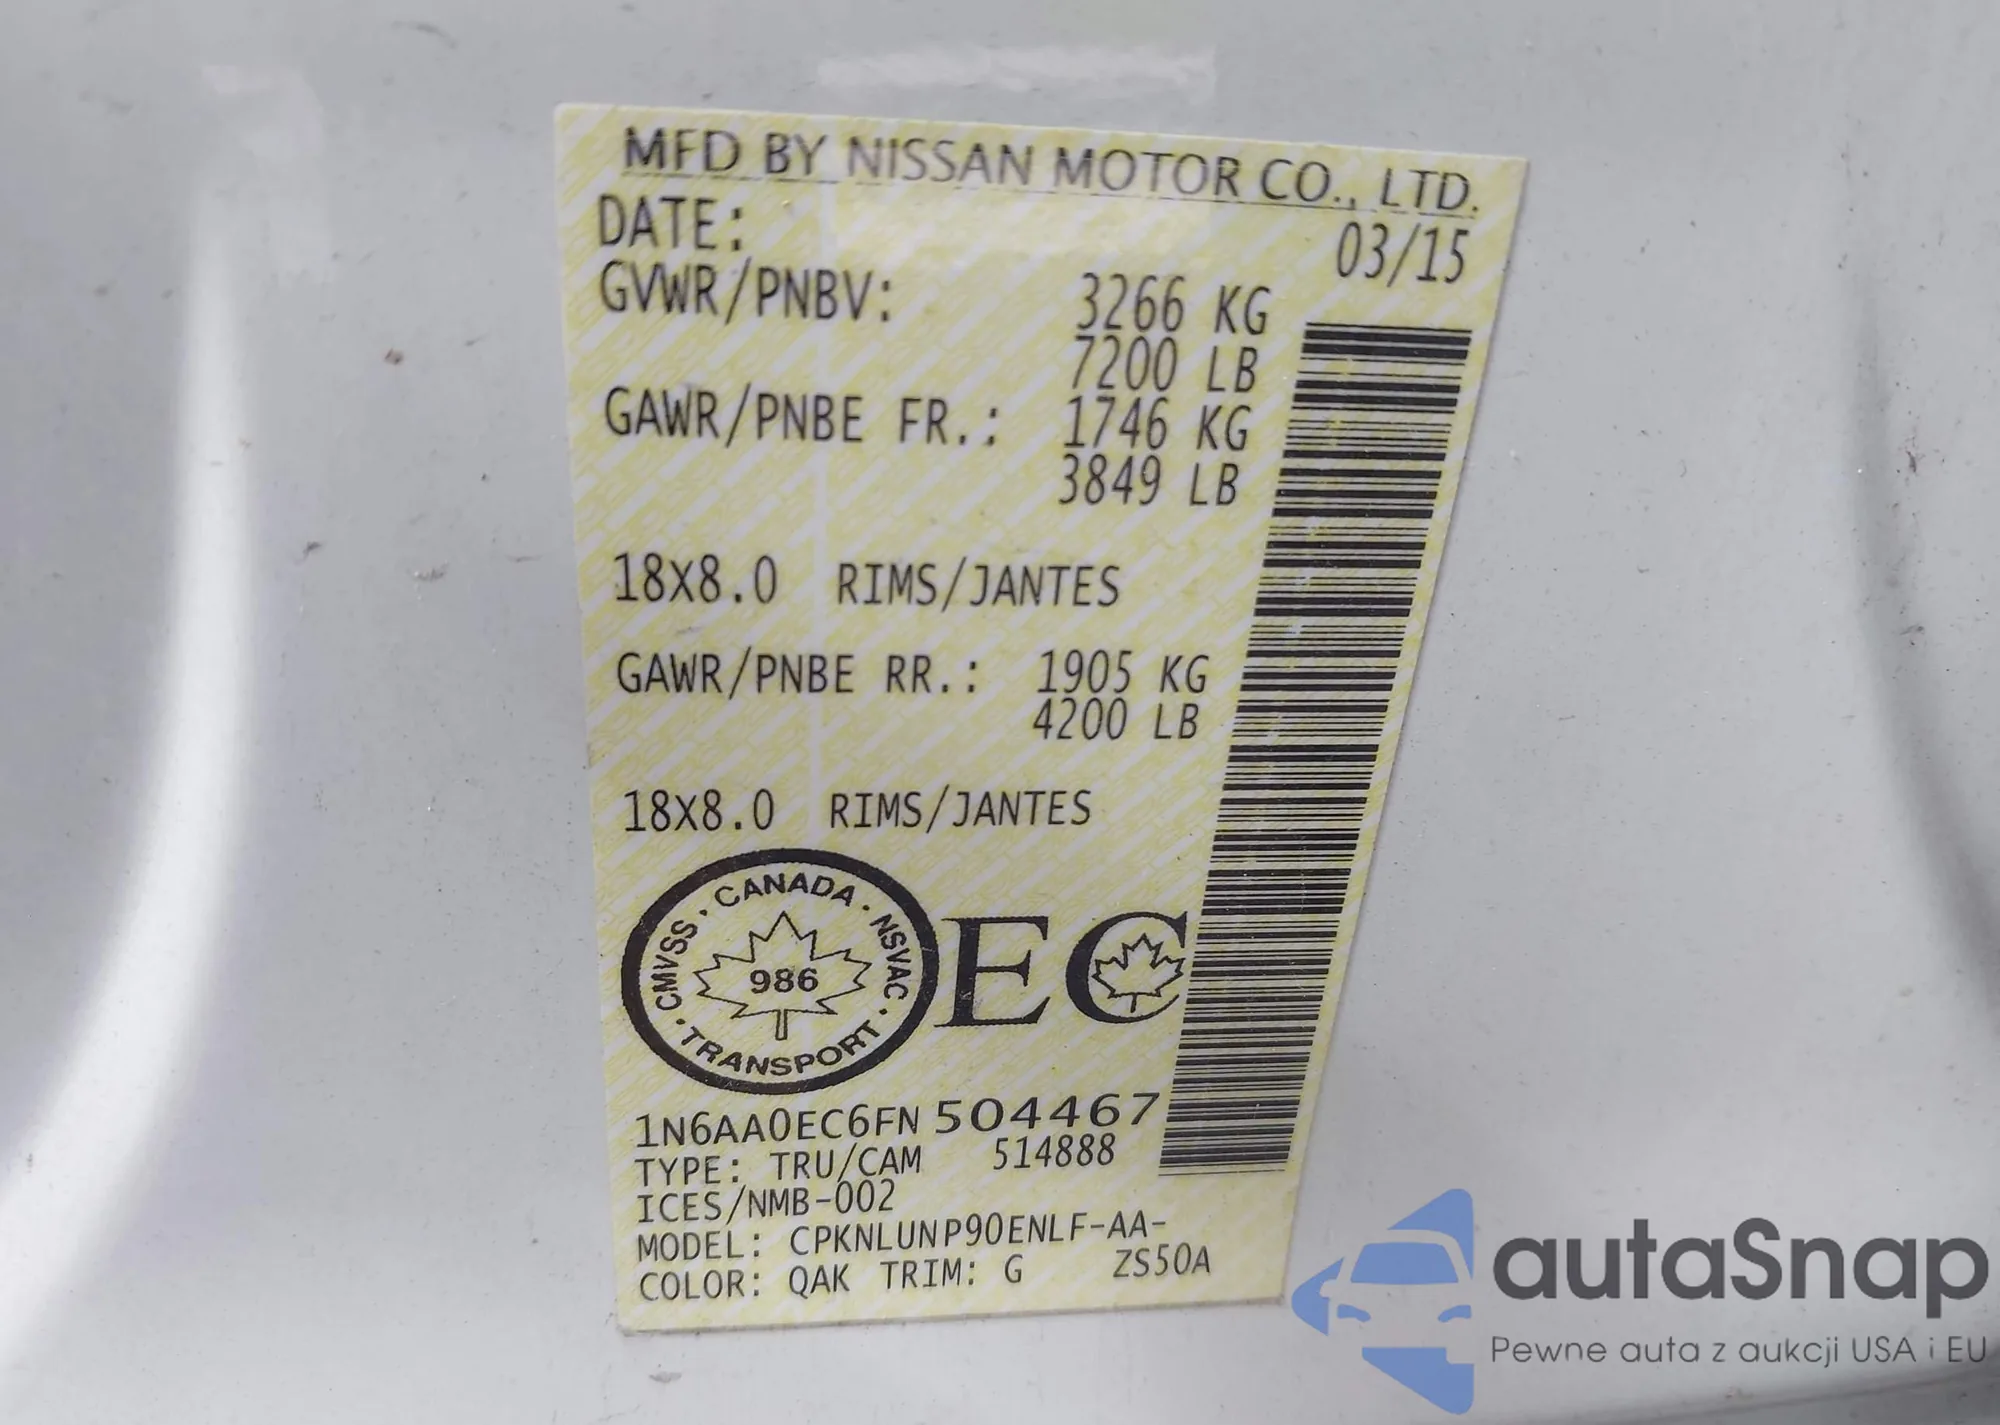 MFD BY NISSAN MOTOR CO., LTD.
DATE: 03/15
GVWR/PNBV: 3266 KG
7200 LB
GAWR/PNBE FR.: 1746 KG
3849 LB
18X8.0 RIMS/JANTES
GAWR/PNBE RR.: 1905 KG
4200 LB
18X8.0 RIMS/JANTES
CANADA · NSVAC · TRANSPORT · CMVSS ·
986
EC
1N6AA0EC6FN504467
TYPE: TRU/CAM 514888
ICES/NMB-002
MODEL: CPKNLUNP90ENLF-AA-
ZS50A
COLOR: QAK TRIM: G
autaSnap
Pewne auta z aukcji USA i EU